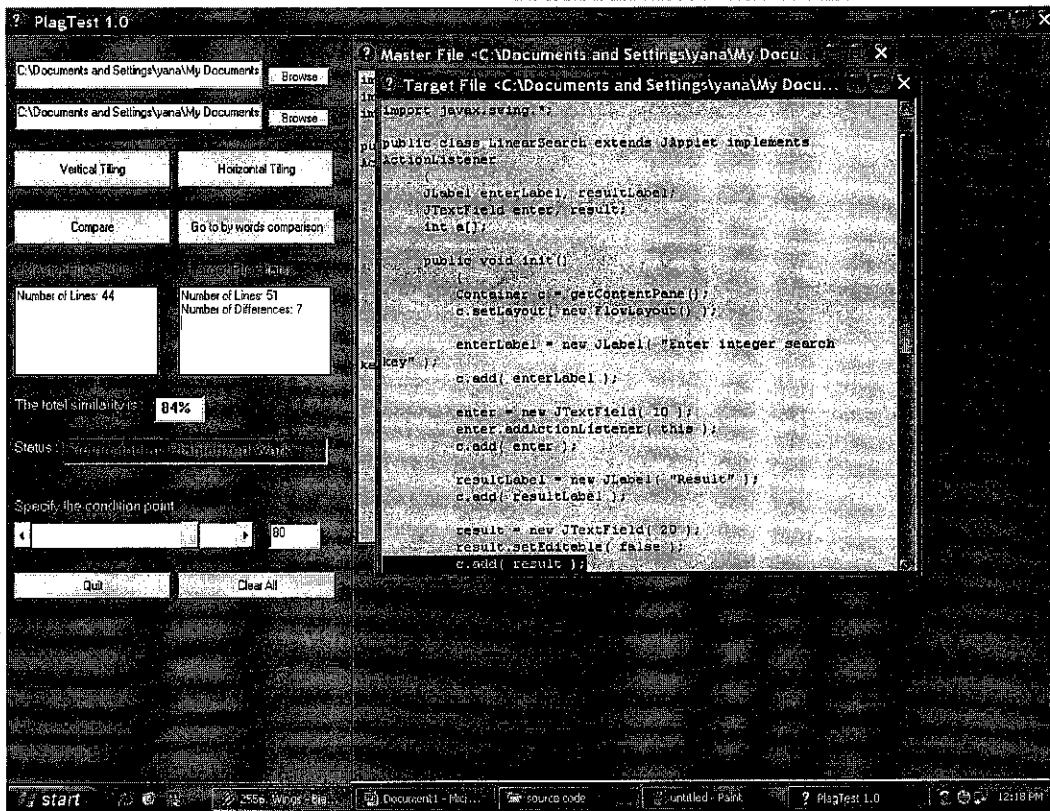 PlagTest 1.0
C:\Documents and Settings\yana\My Documents
Browse
C:\Documents and Settings\yana\My Documents
Browse
Vertical Tiling
Horizontal Tiling
Compare
Go to by words comparison
Number of Lines: 44
Number of Lines: 51
Number of Differences: 7
The total similarity is :
84%
Status :
Specify the condition point
80
Quit
Clear All
Master File <C:\Documents and Settings\yana\My Docu...
Target File <C:\Documents and Settings\yana\My Docu...
import javax.swing.*;
public class LinearSearch extends JApplet implements
ActionListener
{
JLabel enterLabel, resultLabel;
JTextField enter, result;
int a[];
public void init()
{
Container c = getContentPane();
c.setLayout( new FlowLayout() );
enterLabel = new JLabel( "Enter integer search
key" );
c.add( enterLabel );
enter = new JTextField( 10 );
enter.addActionListener( this );
c.add( enter );
resultLabel = new JLabel( "Result" );
c.add( resultLabel );
result = new JTextField( 20 );
result.setEditable( false );
c.add( result );
start
2556 Wings - Bia...
Document1 - Micr...
source code
untitled - Paint
PlagTest 1.0
12:18 PM